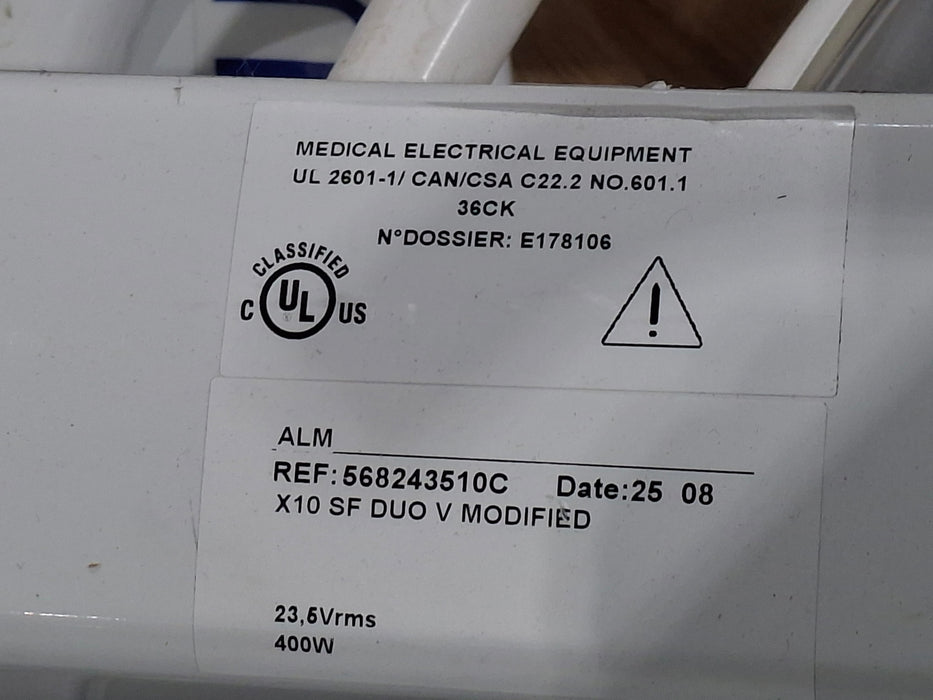 MEDICAL ELECTRICAL EQUIPMENT
UL 2601-1/ CAN/CSA C22.2 NO.601.1
36CK
N°DOSSIER: E178106
CLASSIFIED
C UL US
!
ALM
REF:568243510C Date:25 08
X10 SF DUO V MODIFIED
23,5Vrms
400W